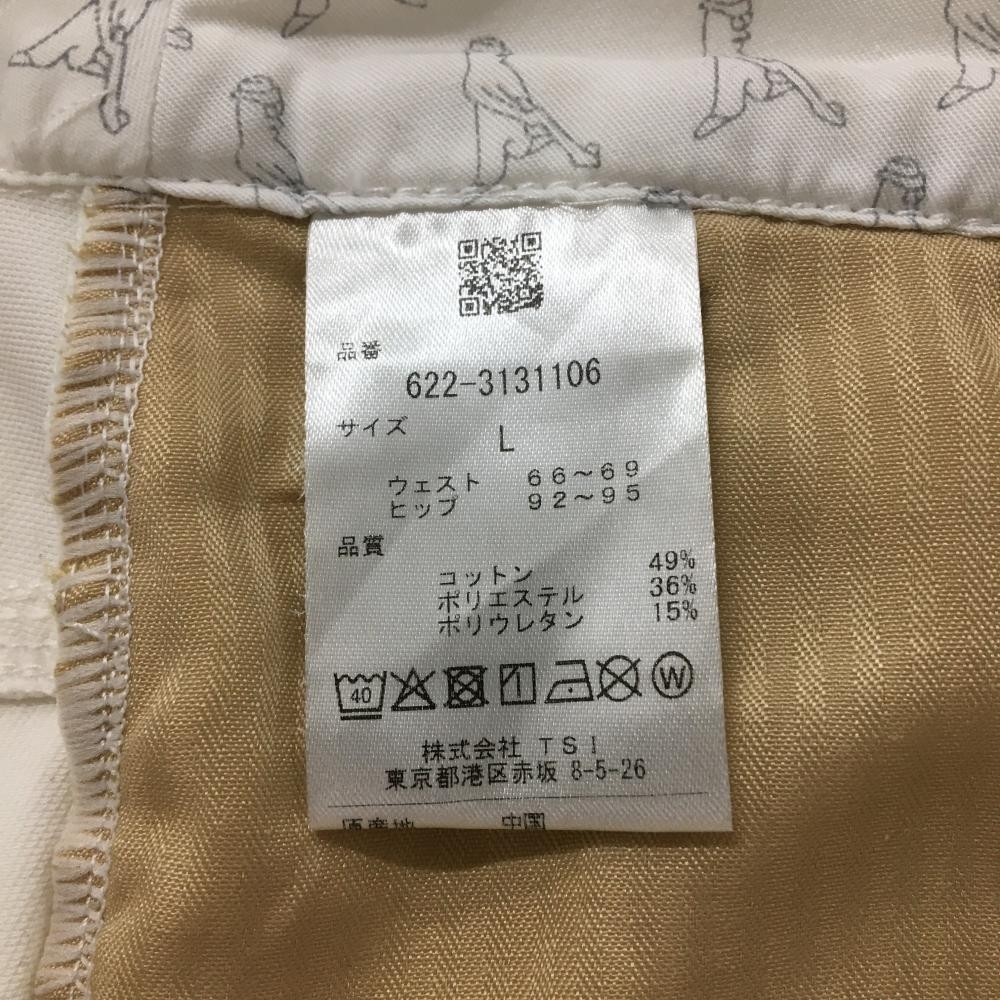 品番
622-3131106
サイズ
L
ウェスト 66~69
ヒップ 92~95
品質
コットン 49%
ポリエステル 36%
ポリウレタン 15%
40
W
株式会社 TSI
東京都港区赤坂 8-5-26
原産地 中国